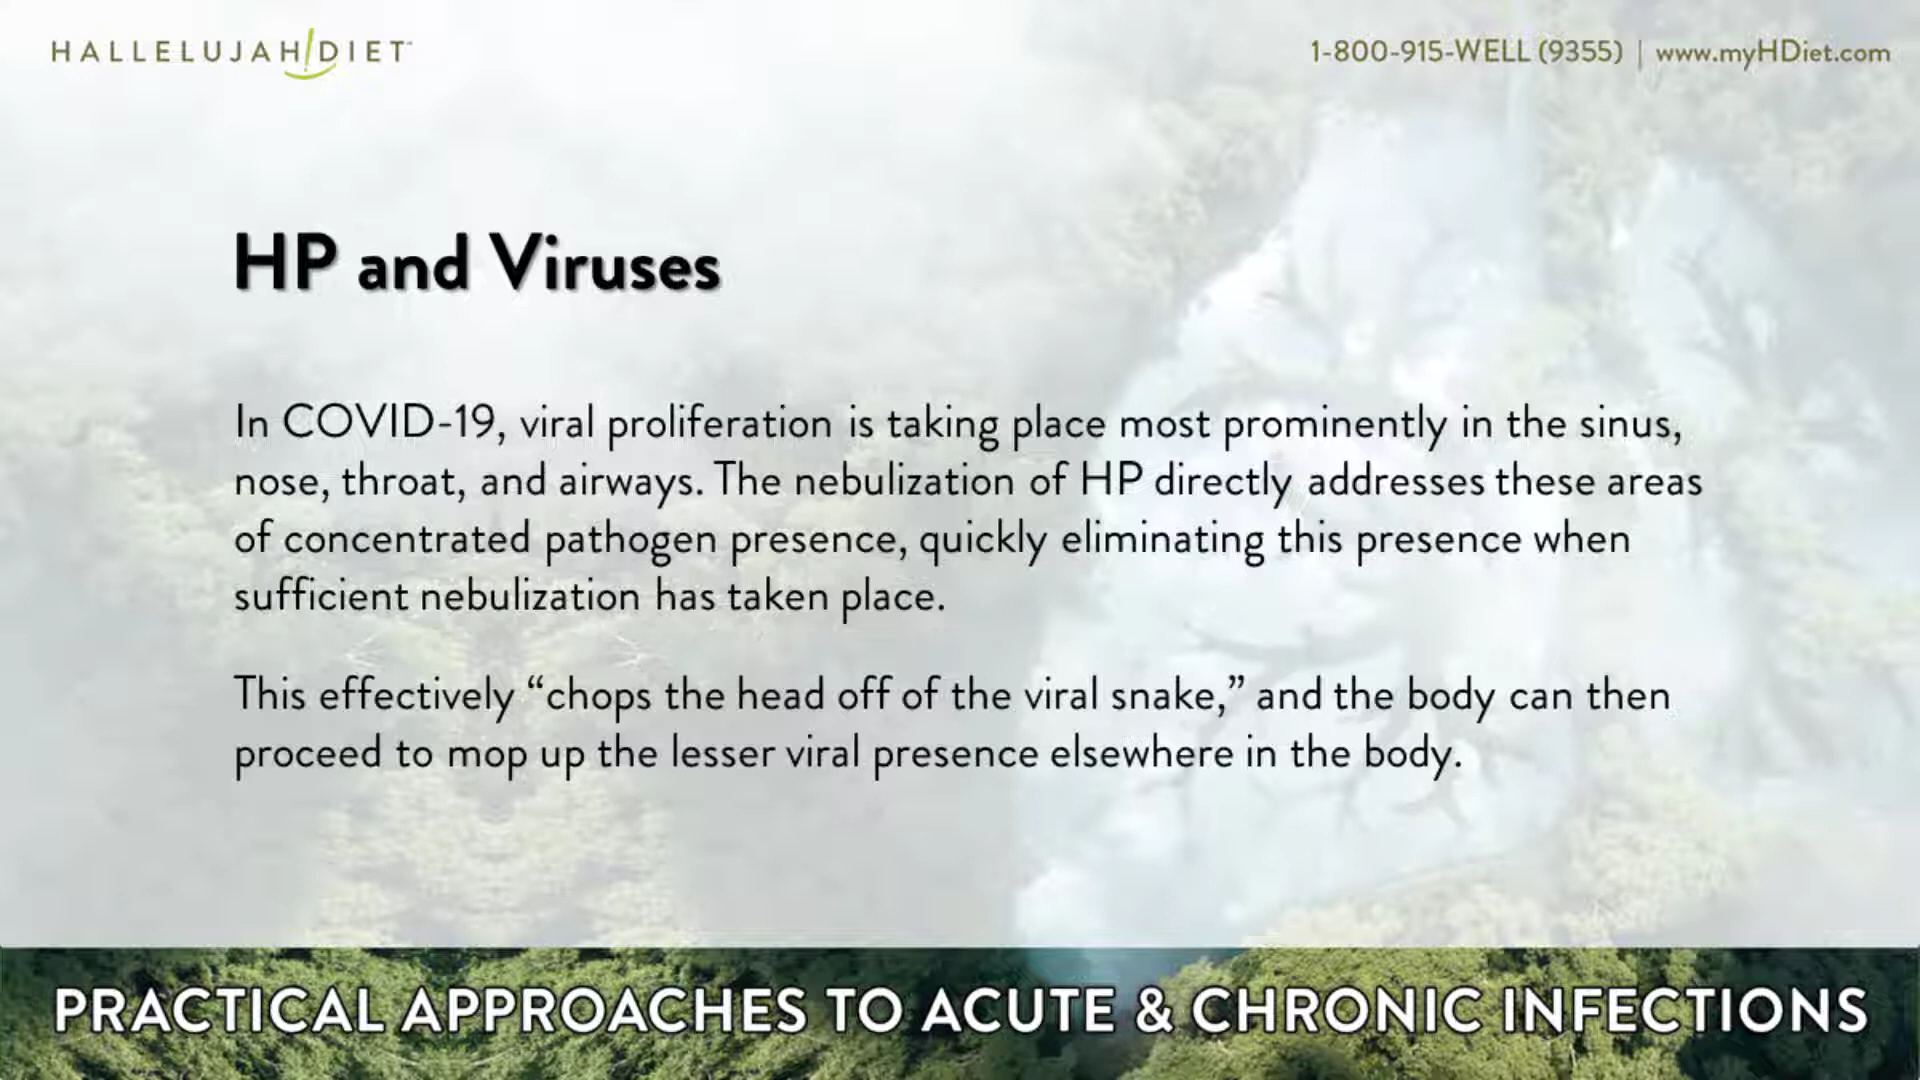 HALLELUJAH DIET™
1-800-915-WELL (9355) | www.myHDiet.com
HP and Viruses
In COVID-19, viral proliferation is taking place most prominently in the sinus,
nose, throat, and airways. The nebulization of HP directly addresses these areas
of concentrated pathogen presence, quickly eliminating this presence when
sufficient nebulization has taken place.
This effectively “chops the head off of the viral snake,” and the body can then
proceed to mop up the lesser viral presence elsewhere in the body.
PRACTICAL APPROACHES TO ACUTE & CHRONIC INFECTIONS